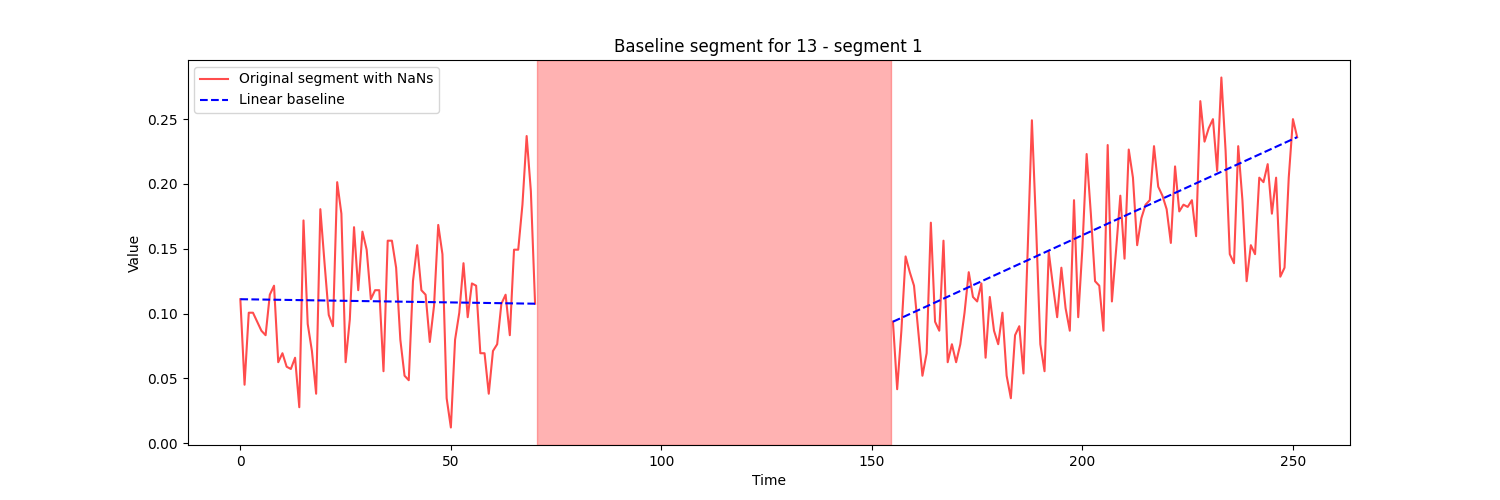 Baseline segment for 13 - segment 1
Original segment with NaNs
Linear baseline
Value
0.25
0.20
0.15
0.10
0.05
0.00
0 50 100 150 200 250
Time